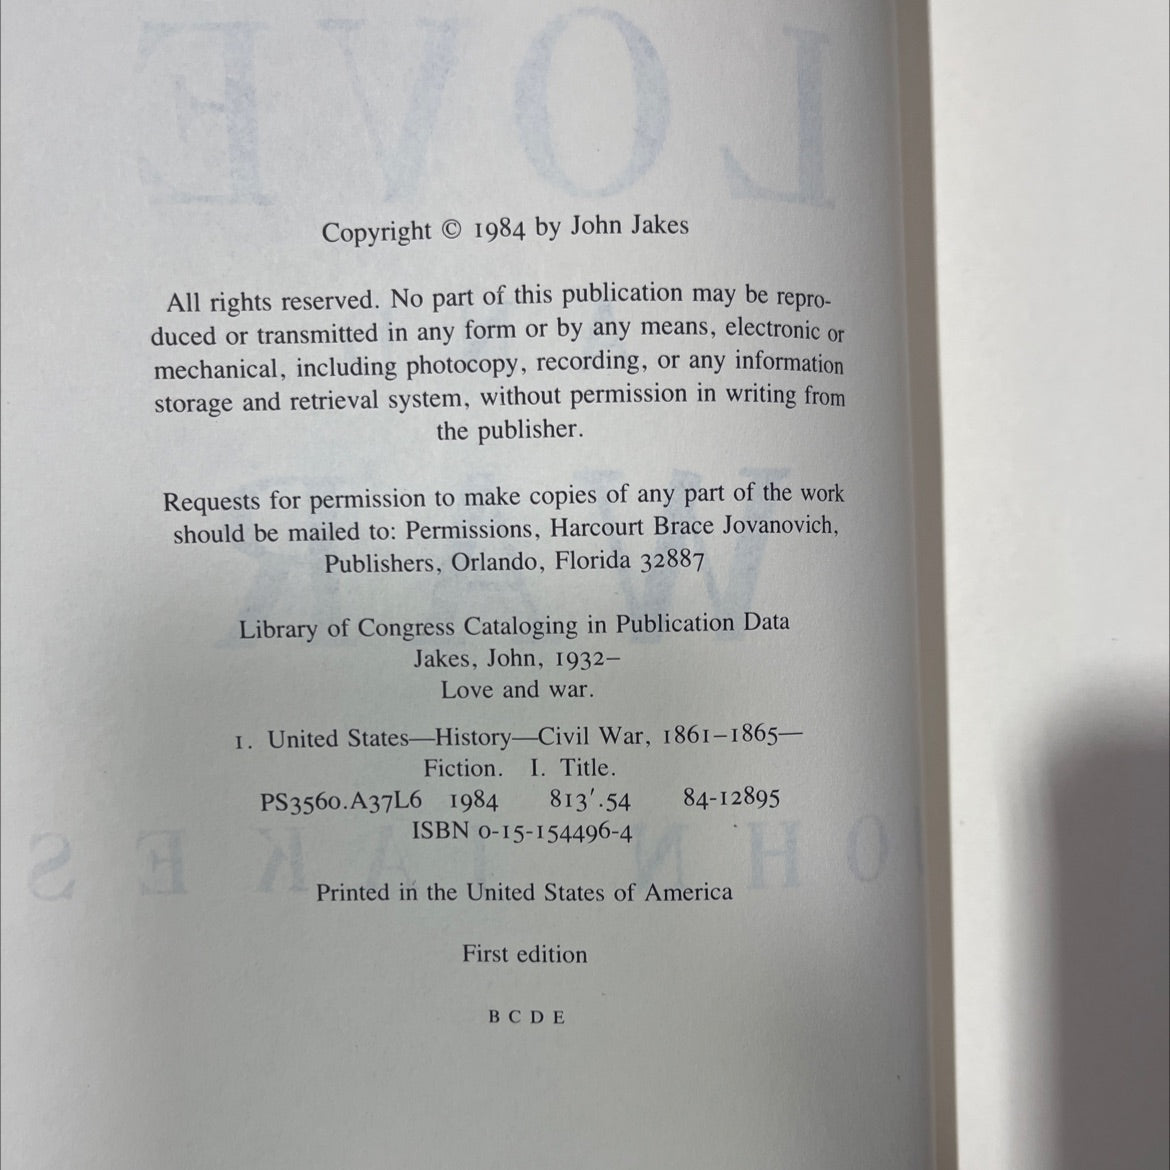 Copyright © 1984 by John Jakes
All rights reserved. No part of this publication may be repro-
duced or transmitted in any form or by any means, electronic or
mechanical, including photocopy, recording, or any information
storage and retrieval system, without permission in writing from
the publisher.
Requests for permission to make copies of any part of the work
should be mailed to: Permissions, Harcourt Brace Jovanovich,
Publishers, Orlando, Florida 32887
Library of Congress Cataloging in Publication Data
Jakes, John, 1932–
Love and war.
1. United States—History—Civil War, 1861–1865—
Fiction. I. Title.
PS3560.A37L6 1984 813′.54 84-12895
ISBN 0-15-154496-4
Printed in the United States of America
First edition
B C D E